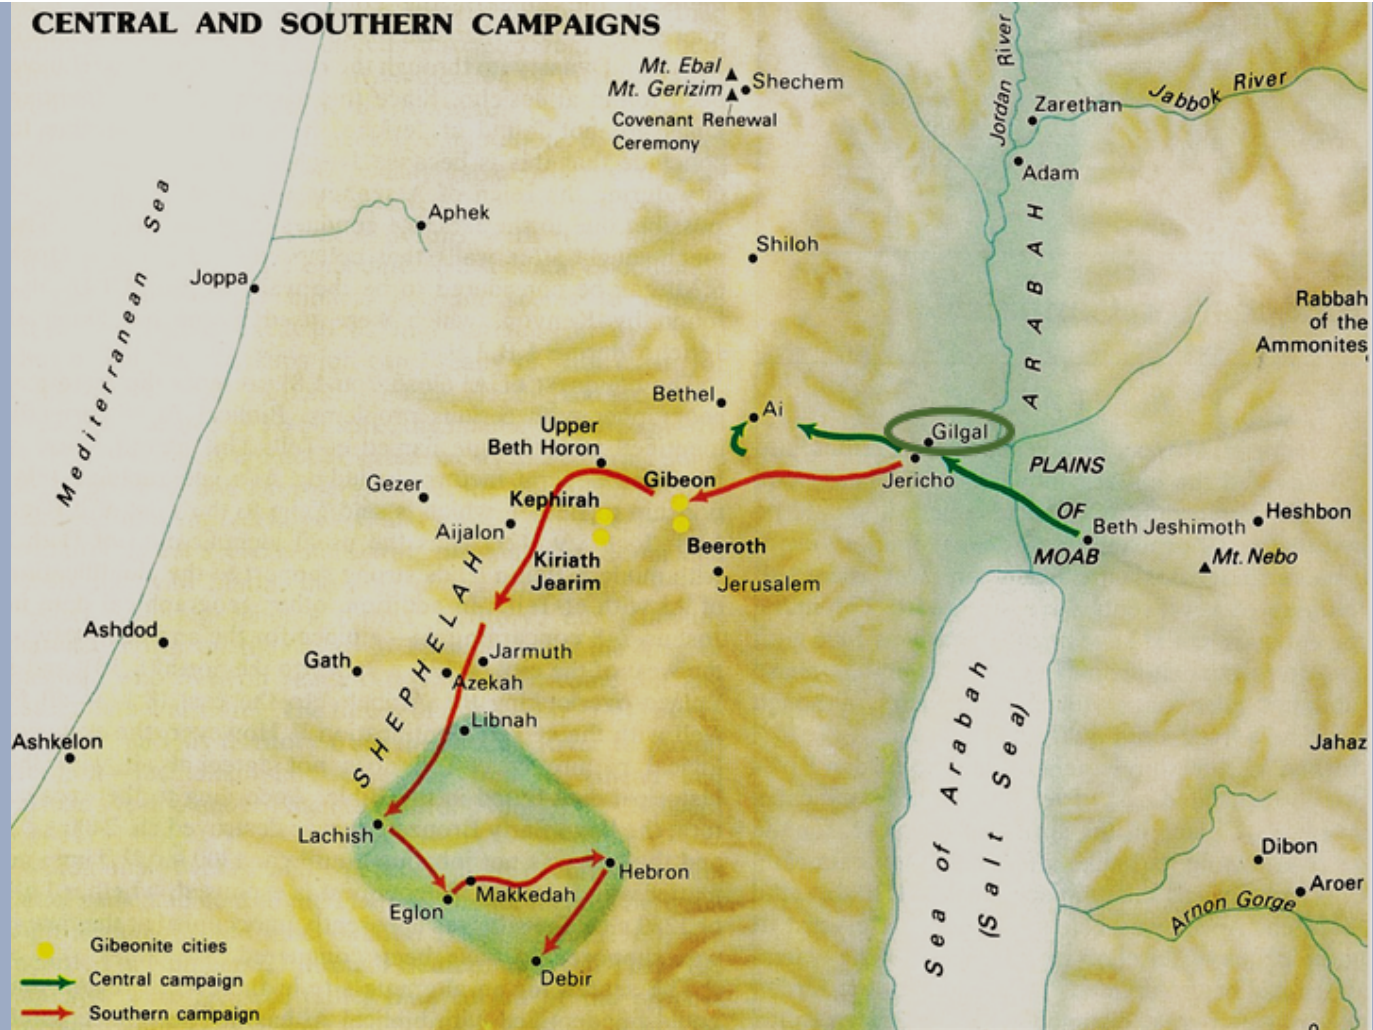 CENTRAL AND SOUTHERN CAMPAIGNS
Mt. Ebal
Mt. Gerizim
Shechem
Covenant Renewal
Ceremony
Jordan River
Zarethan
Jabbok River
Adam
Mediterranean Sea
Aphek
Joppa
Shiloh
ARABAH
Rabbah
of the
Ammonites
Bethel
Ai
Gilgal
Jericho
Upper
Beth Horon
Gibeon
Gezer
Kephirah
Aijalon
Kiriath
Jearim
Beeroth
Jerusalem
PLAINS
OF
MOAB
Beth Jeshimoth
Heshbon
Mt. Nebo
SHEPHELAH
Ashdod
Gath
Jarmuth
Azekah
Libnah
Ashkelon
Lachish
Eglon
Makkedah
Hebron
Debir
Sea of Arabah
(Salt Sea)
Jahaz
Dibon
Aroer
Arnon Gorge
Gibeonite cities
Central campaign
Southern campaign